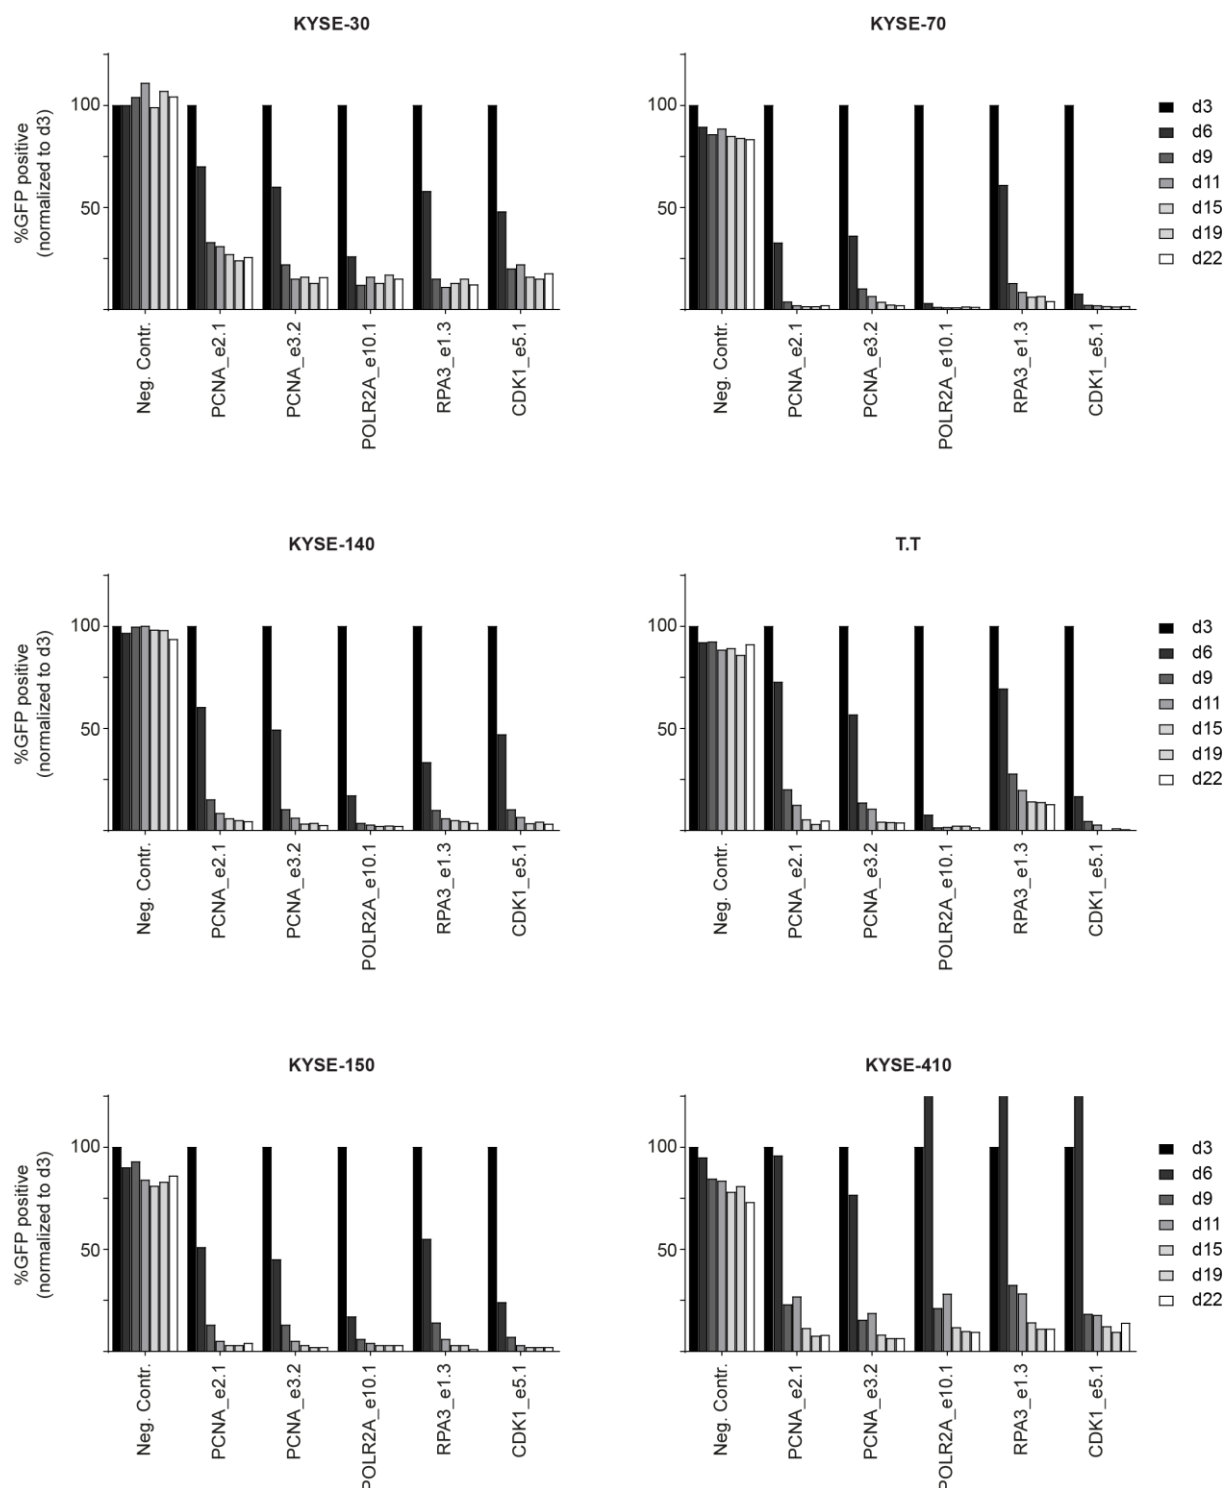 KYSE-30
%GFP positive
(normalized to d3)
100
50
Neg. Contr.
PCNA_e2.1
PCNA_e3.2
POLR2A_e10.1
RPA3_e1.3
CDK1_e5.1
KYSE-70
100
50
Neg. Contr.
PCNA_e2.1
PCNA_e3.2
POLR2A_e10.1
RPA3_e1.3
CDK1_e5.1
d3
d6
d9
d11
d15
d19
d22
KYSE-140
%GFP positive
(normalized to d3)
100
50
Neg. Contr.
PCNA_e2.1
PCNA_e3.2
POLR2A_e10.1
RPA3_e1.3
CDK1_e5.1
T.T
100
50
Neg. Contr.
PCNA_e2.1
PCNA_e3.2
POLR2A_e10.1
RPA3_e1.3
CDK1_e5.1
d3
d6
d9
d11
d15
d19
d22
KYSE-150
%GFP positive
(normalized to d3)
100
50
Neg. Contr.
PCNA_e2.1
PCNA_e3.2
POLR2A_e10.1
RPA3_e1.3
CDK1_e5.1
KYSE-410
100
50
Neg. Contr.
PCNA_e2.1
PCNA_e3.2
POLR2A_e10.1
RPA3_e1.3
CDK1_e5.1
d3
d6
d9
d11
d15
d19
d22